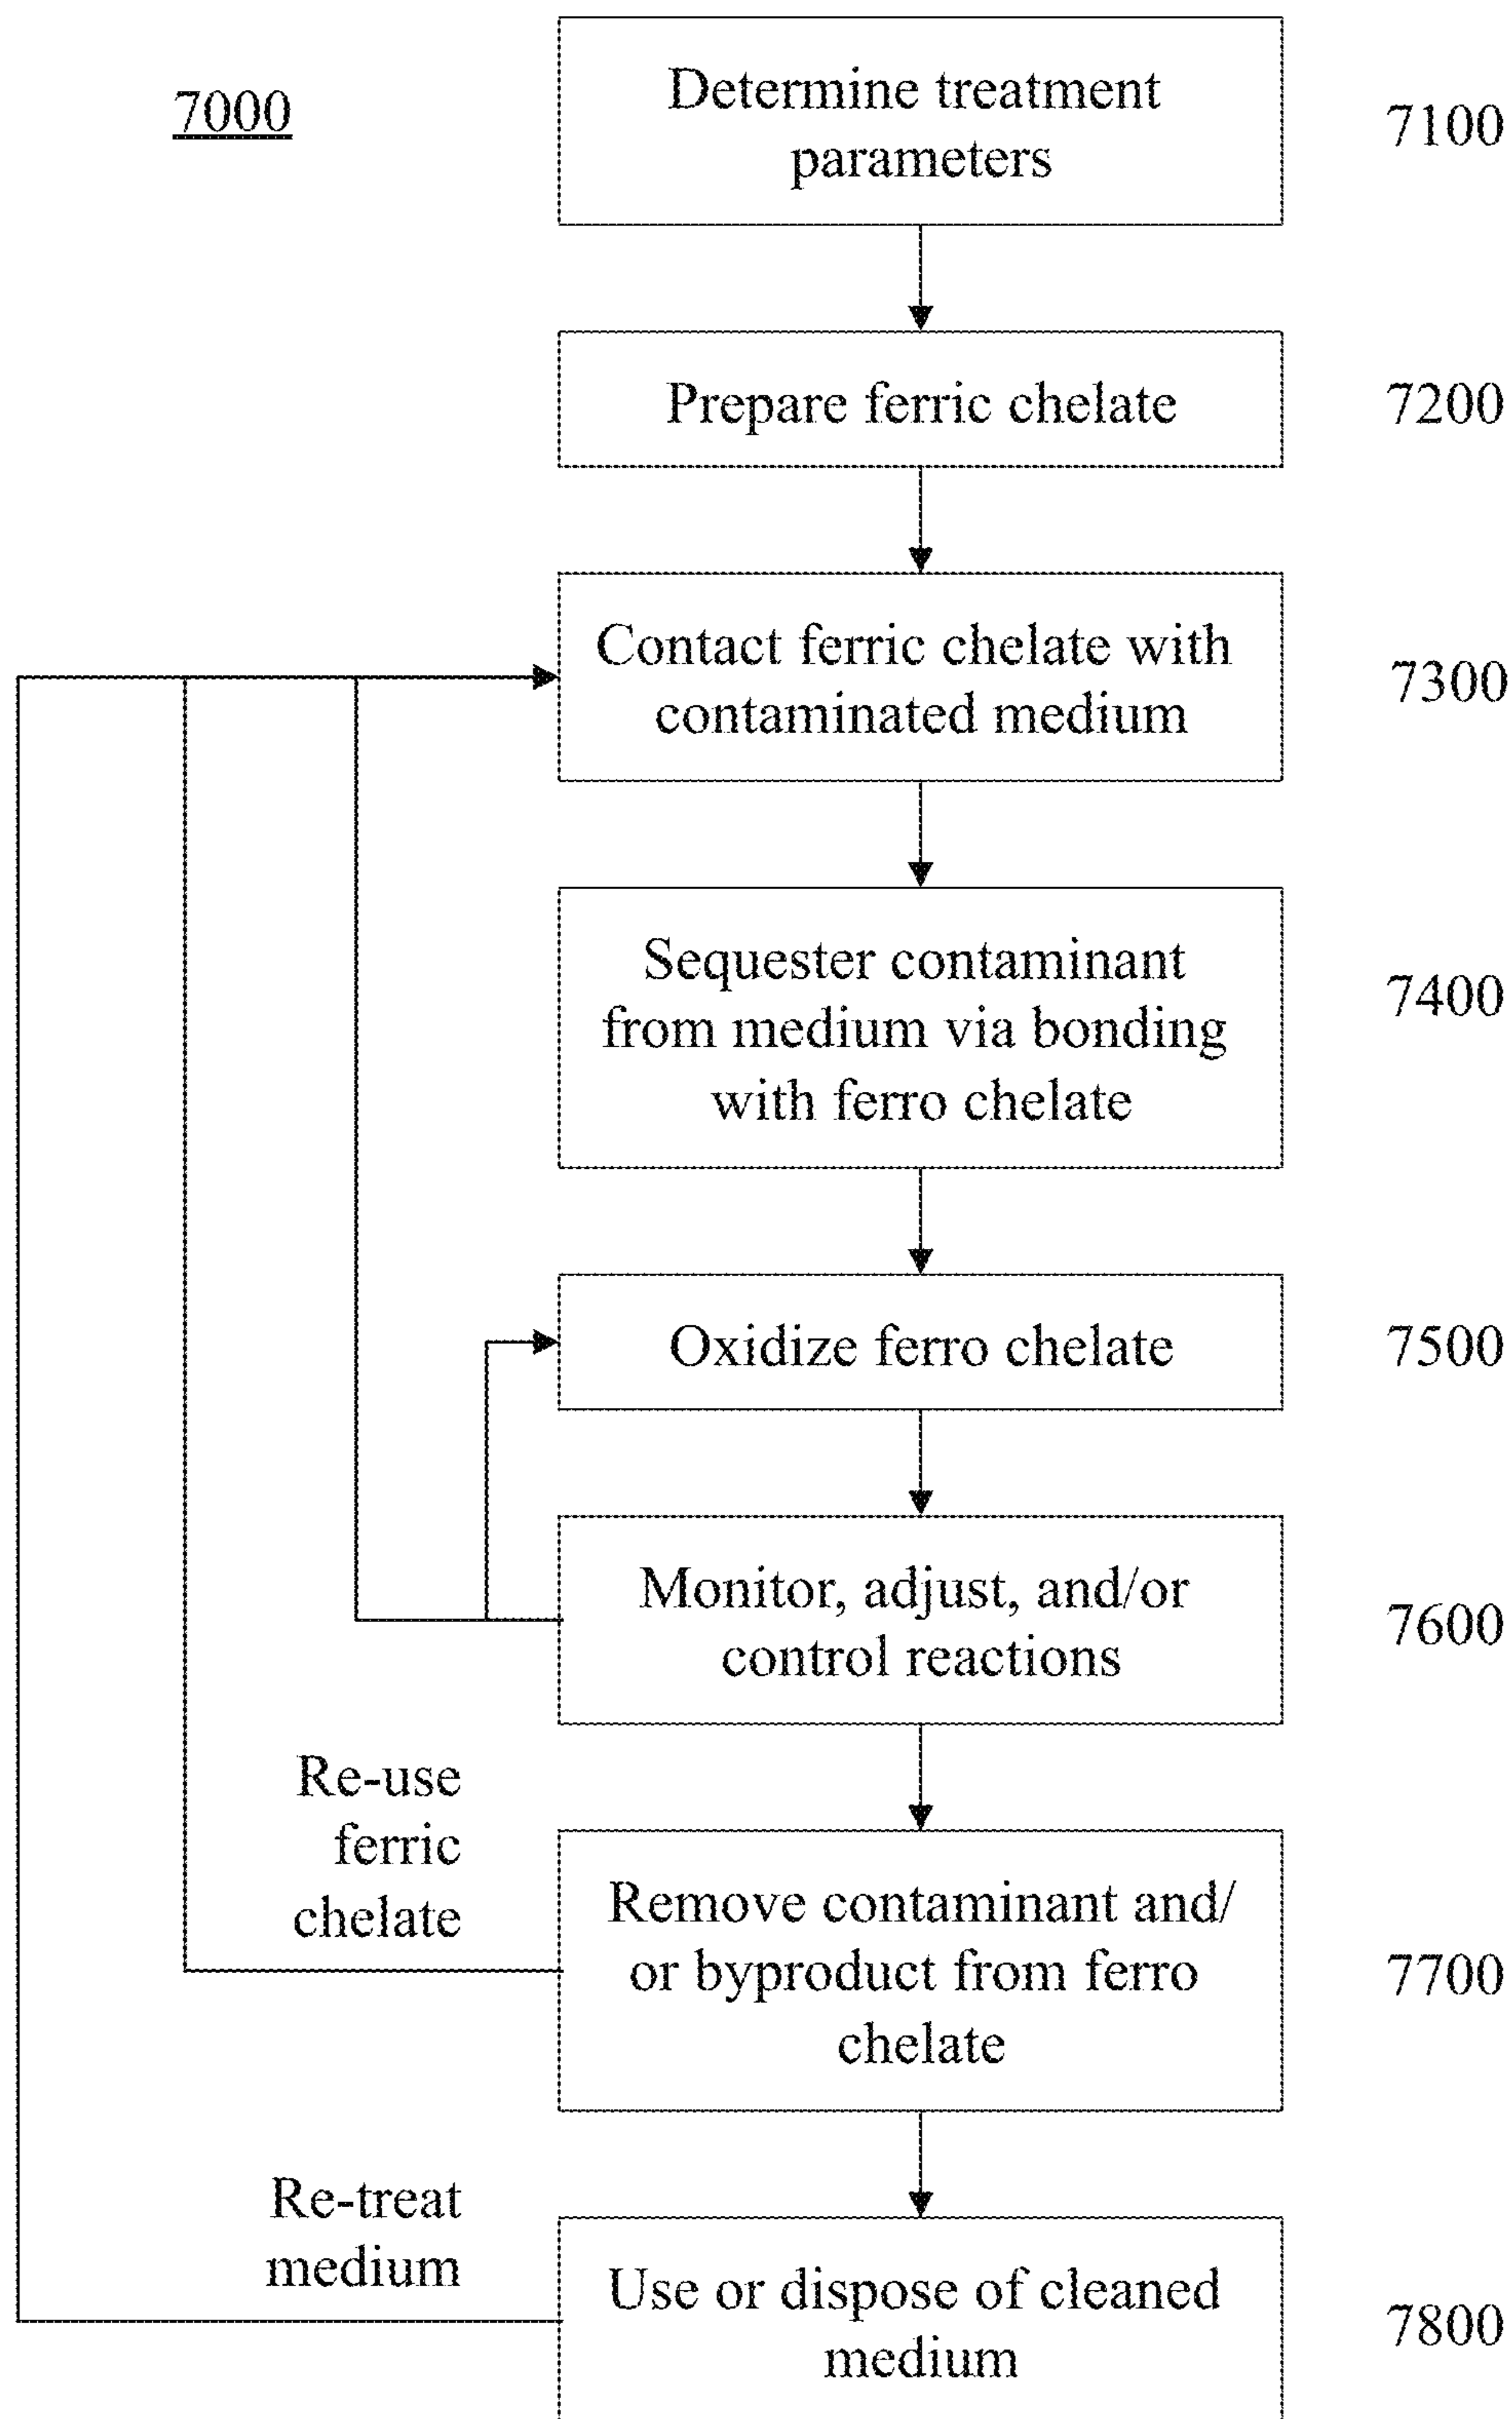 7000
Determine treatment
parameters
7100
Prepare ferric chelate
7200
Contact ferric chelate with
contaminated medium
7300
Sequester contaminant
from medium via bonding
with ferro chelate
7400
Oxidize ferro chelate
7500
Monitor, adjust, and/or
control reactions
7600
Re-use
ferric
chelate
Remove contaminant and/
or byproduct from ferro
chelate
7700
Re-treat
medium
Use or dispose of cleaned
medium
7800